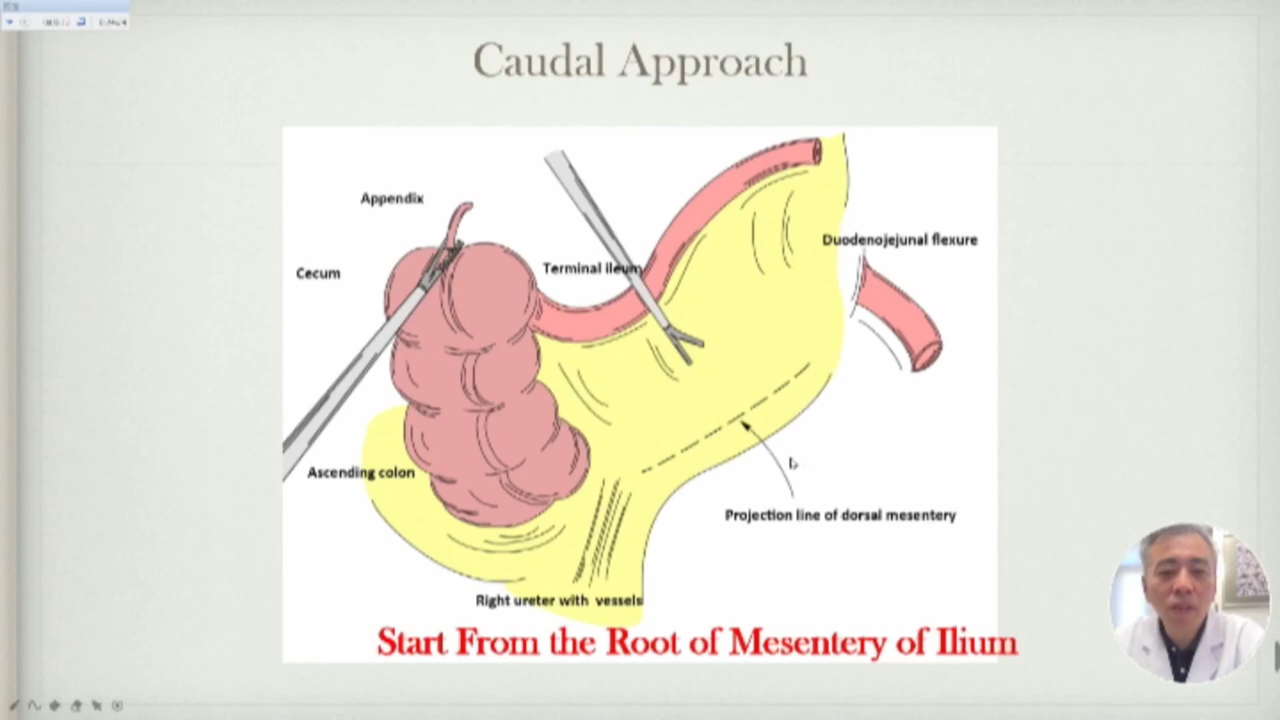 Caudal Approach
Appendix
Cecum
Terminal ileum
Duodenojejunal flexure
Ascending colon
Projection line of dorsal mesentery
Right ureter with vessels
Start From the Root of Mesentery of Ilium